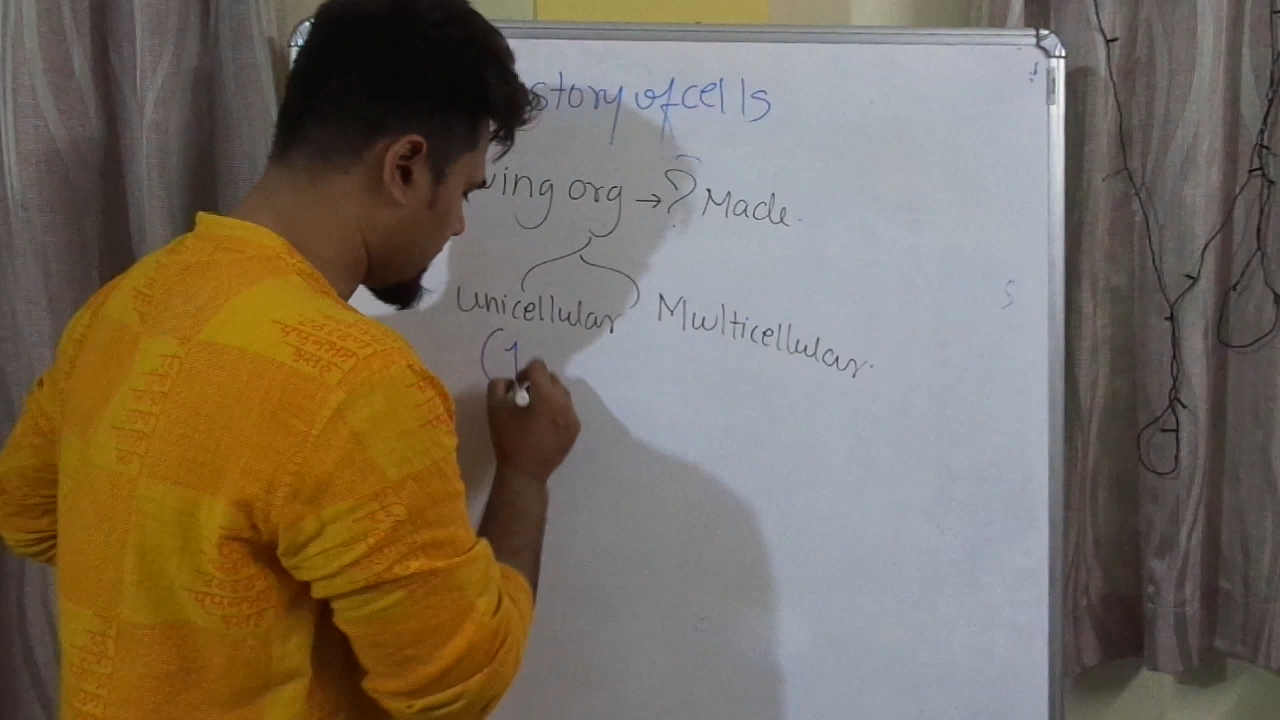 story of cells
ving org → ? Made.
Unicellular Multicellular.
(1